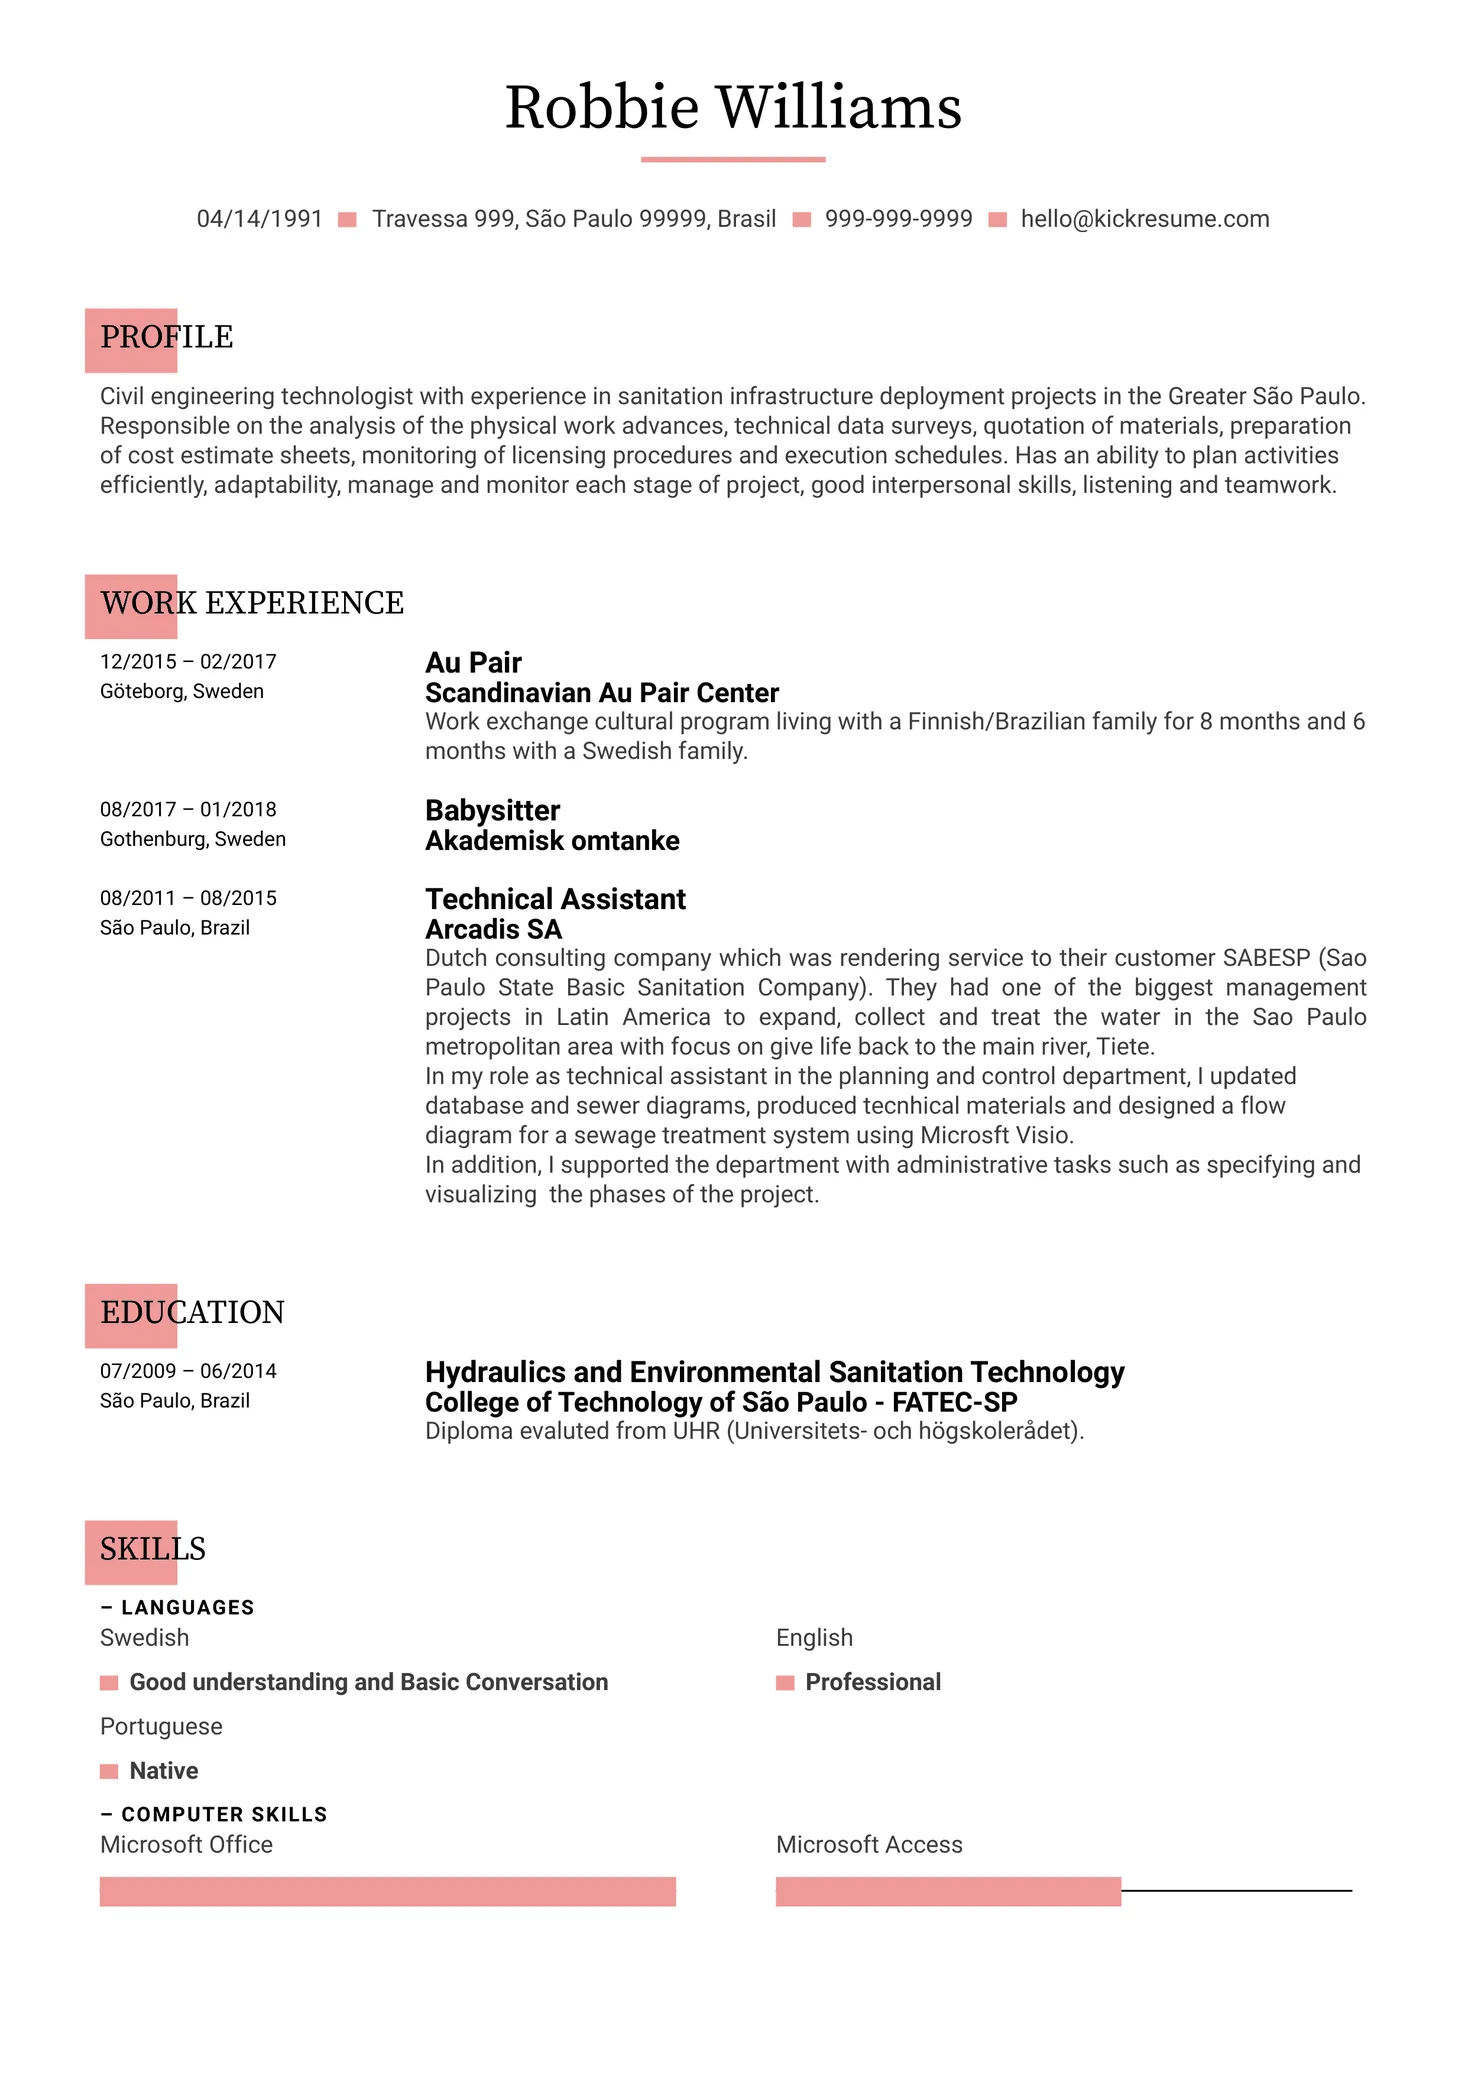 Robbie Williams
04/14/1991 Travessa 999, São Paulo 99999, Brasil 999-999-9999 hello@kickresume.com
PROFILE
Civil engineering technologist with experience in sanitation infrastructure deployment projects in the Greater São Paulo.
Responsible on the analysis of the physical work advances, technical data surveys, quotation of materials, preparation
of cost estimate sheets, monitoring of licensing procedures and execution schedules. Has an ability to plan activities
efficiently, adaptability, manage and monitor each stage of project, good interpersonal skills, listening and teamwork.
WORK EXPERIENCE
12/2015 – 02/2017
Göteborg, Sweden
Au Pair
Scandinavian Au Pair Center
Work exchange cultural program living with a Finnish/Brazilian family for 8 months and 6
months with a Swedish family.
08/2017 – 01/2018
Gothenburg, Sweden
Babysitter
Akademisk omtanke
08/2011 – 08/2015
São Paulo, Brazil
Technical Assistant
Arcadis SA
Dutch consulting company which was rendering service to their customer SABESP (Sao
Paulo State Basic Sanitation Company). They had one of the biggest management
projects in Latin America to expand, collect and treat the water in the Sao Paulo
metropolitan area with focus on give life back to the main river, Tiete.
In my role as technical assistant in the planning and control department, I updated
database and sewer diagrams, produced tecnhical materials and designed a flow
diagram for a sewage treatment system using Microsft Visio.
In addition, I supported the department with administrative tasks such as specifying and
visualizing  the phases of the project.
EDUCATION
07/2009 – 06/2014
São Paulo, Brazil
Hydraulics and Environmental Sanitation Technology
College of Technology of São Paulo - FATEC-SP
Diploma evaluted from UHR (Universitets- och högskolerådet).
SKILLS
– LANGUAGES
Swedish
Good understanding and Basic Conversation
English
Professional
Portuguese
Native
– COMPUTER SKILLS
Microsoft Office
Microsoft Access